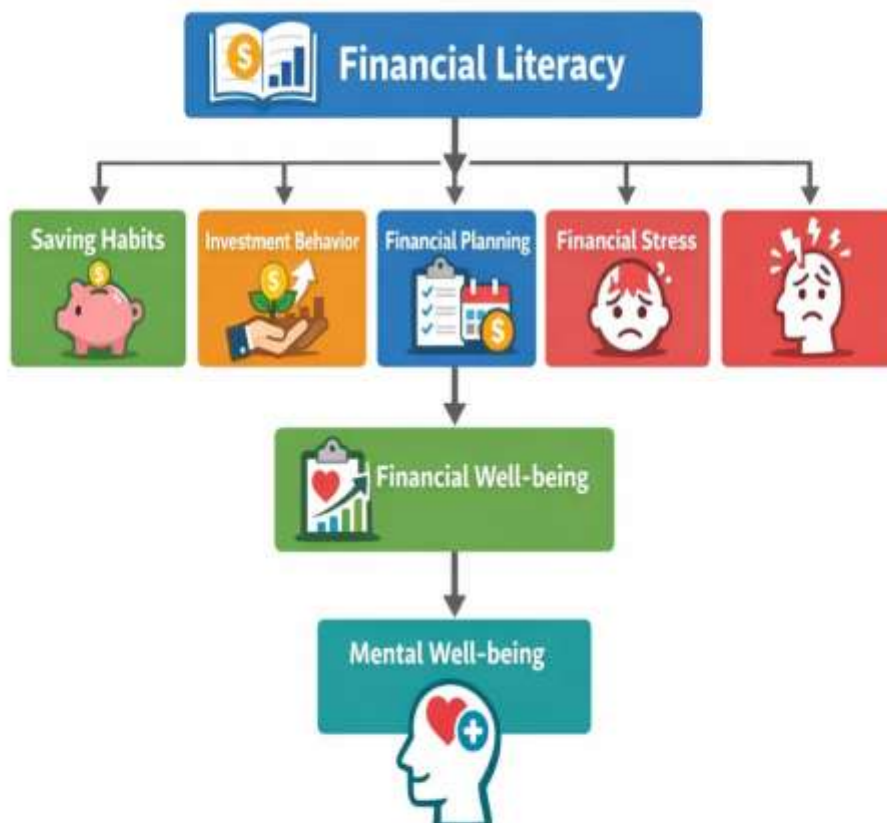 Financial Literacy
Saving Habits
Investment Behavior
Financial Planning
Financial Stress
Financial Well-being
Mental Well-being